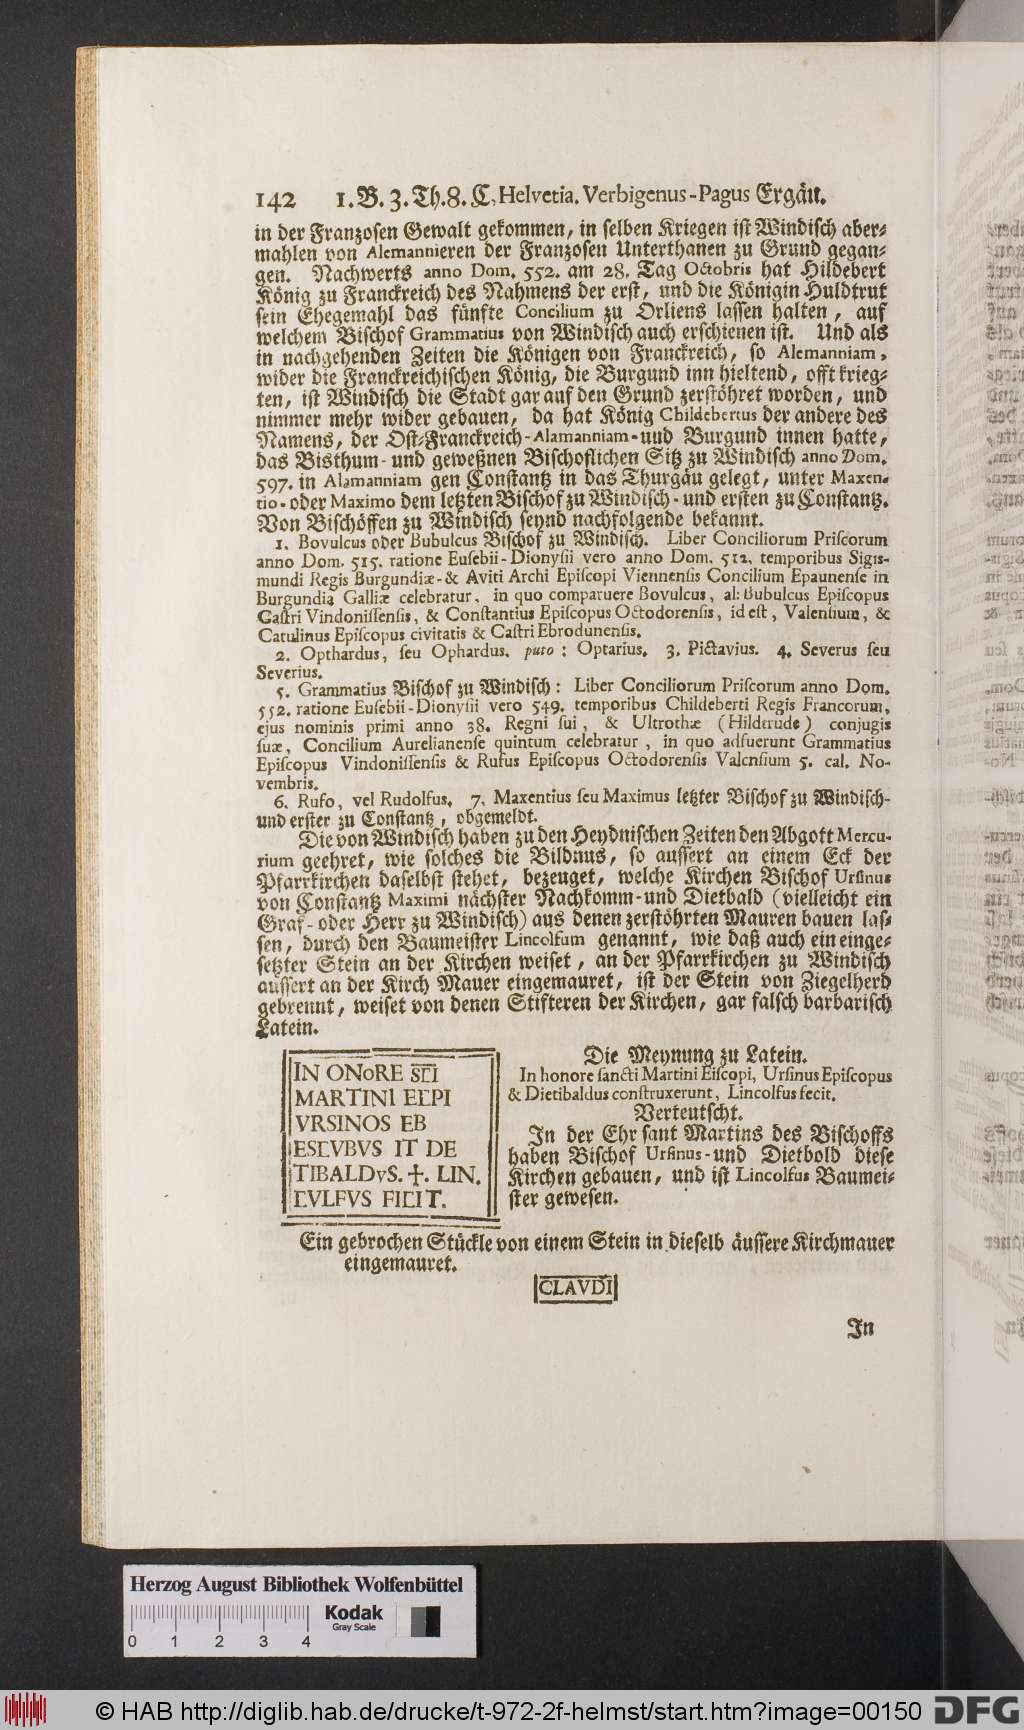 142 1. B. 3. Th. 8. C, Helvetia. Verbigenus-Pagus Ergäu.
in der Franzosen Gewalt gekommen, in selben Kriegen ist Windisch aber-
mahlen von Alemannieren der Franzosen Unterthanen zu Grund gegan-
gen. Nachwerts anno Dom. 552. am 28. Tag Octobris hat Hildebert
König zu Franckreich des Nahmens der erst, und die Königin Huldtrut
sein Ehegemahl das fünfte Concilium zu Orliens lassen halten, auf
welchem Bischof Grammatius von Windisch auch erschienen ist. Und als
in nachgehenden Zeiten die Königen von Franckreich, so Alemanniam,
wider die Franckreichischen König, die Burgund inn hieltend, offt krieg-
ten, ist Windisch die Stadt gar auf den Grund zerstöhret worden, und
nimmer mehr wider gebauen, da hat König Childebertus der andere des
Namens, der Ost-Franckreich-Alamanniam-und Burgund innen hatte,
das Bisthum- und geweßnen Bischoflichen Sitz zu Windisch anno Dom.
597. in Alamanniam gen Constantz in das Thurgäu gelegt, unter Maxen-
tio-oder Maximo dem letzten Bischof zu Windisch-und ersten zu Constantz.
Von Bischöffen zu Windisch seynd nachfolgende bekannt.
1. Bovulcus oder Bubulcus Bischof zu Windisch. Liber Conciliorum Priscorum
anno Dom. 515. ratione Eusebii-Dionysii vero anno Dom. 512. temporibus Sigis-
mundi Regis Burgundiæ-& Aviti Archi Episcopi Viennensis Concilium Epaunense in
Burgundia Galliæ celebratur, in quo comparuere Bovulcus, al: Bubulcus Episcopus
Castri Vindonissensis, & Constantius Episcopus Octodorensis, id est, Valensium, &
Catulinus Episcopus civitatis & Castri Ebrodunensis.
2. Opthardus, seu Ophardus. puto: Optarius. 3. Pictavius. 4. Severus seu
Severius.
5. Grammatius Bischof zu Windisch: Liber Conciliorum Priscorum anno Dom.
552. ratione Eusebii-Dionysii vero 549. temporibus Childeberti Regis Francorum,
ejus nominis primi anno 38. Regni sui, & Ultrothæ (Hildtrude) conjugis
suæ, Concilium Aurelianense quintum celebratur, in quo adfuerunt Grammatius
Episcopus Vindonissensis & Rufus Episcopus Octodorensis Valensium 5. cal. No-
vembris.
6. Rufo, vel Rudolfus. 7. Maxentius seu Maximus letzter Bischof zu Windisch-
und erster zu Constantz, obgemeldt.
Die von Windisch haben zu den Heydnischen Zeiten den Abgott Mercu-
rium geehret, wie solches die Bildnus, so aussert an einem Eck der
Pfarrkirchen daselbst stehet, bezeuget, welche Kirchen Bischof Ursinus
von Constantz Maximi nächster Nachkomm-und Dietbald (vielleicht ein
Graf-oder Herr zu Windisch) aus denen zerstöhrten Mauren bauen las-
sen, durch den Baumeister Lincolfum genannt, wie daß auch ein einge-
setzter Stein an der Kirchen weiset, an der Pfarrkirchen zu Windisch
aussert an der Kirch Mauer eingemauret, ist der Stein von Ziegelherd
gebrennt, weiset von denen Stifteren der Kirchen, gar falsch barbarisch
Latein.
IN ONoRE SCI
MARTINI ECPI
VRSINOS EB
ESCVBVS IT DE
TIBALDvS. ✝. LIN.
CVLFVS FICIT.
Die Meynung zu Latein.
In honore sancti Martini Eiscopi, Ursinus Episcopus
& Dietibaldus construxerunt, Lincolfus fecit.
Verteutscht.
In der Ehr sant Martins des Bischoffs
haben Bischof Ursinus-und Dietbold diese
Kirchen gebauen, und ist Lincolfus Baumei-
ster gewesen.
Ein gebrochen Stückle von einem Stein in dieselb äussere Kirchmauer
eingemauret.
CLAVDI
In
Herzog August Bibliothek Wolfenbüttel
Kodak
Gray Scale
0 1 2 3 4
© HAB http://diglib.hab.de/drucke/t-972-2f-helmst/start.htm?image=00150
DFG